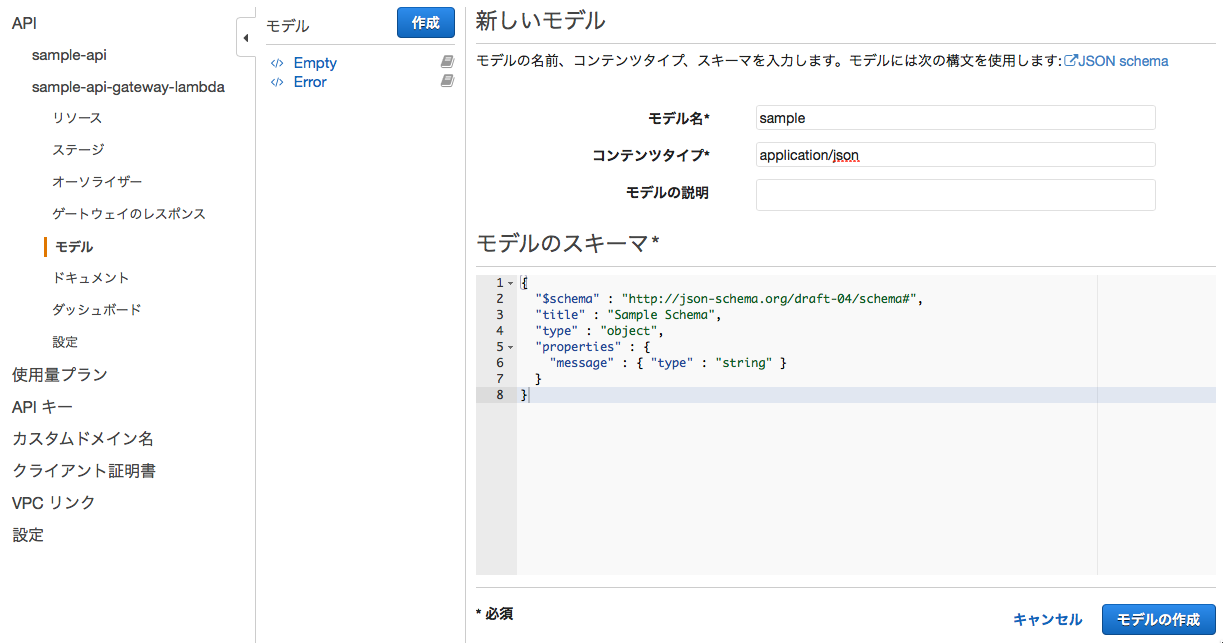 API
sample-api
sample-api-gateway-lambda
リソース
ステージ
オーソライザー
ゲートウェイのレスポンス
モデル
ドキュメント
ダッシュボード
設定
使用量プラン
API キー
カスタムドメイン名
クライアント証明書
VPC リンク
設定
モデル
作成
</> Empty
</> Error
新しいモデル
モデルの名前、コンテンツタイプ、スキーマを入力します。モデルには次の構文を使用します: JSON schema
モデル名* sample
コンテンツタイプ* application/json
モデルの説明
モデルのスキーマ*
1 {
2 "$schema" : "http://json-schema.org/draft-04/schema#",
3 "title" : "Sample Schema",
4 "type" : "object",
5 "properties" : {
6 "message" : { "type" : "string" }
7 }
8 }
* 必須
キャンセル
モデルの作成